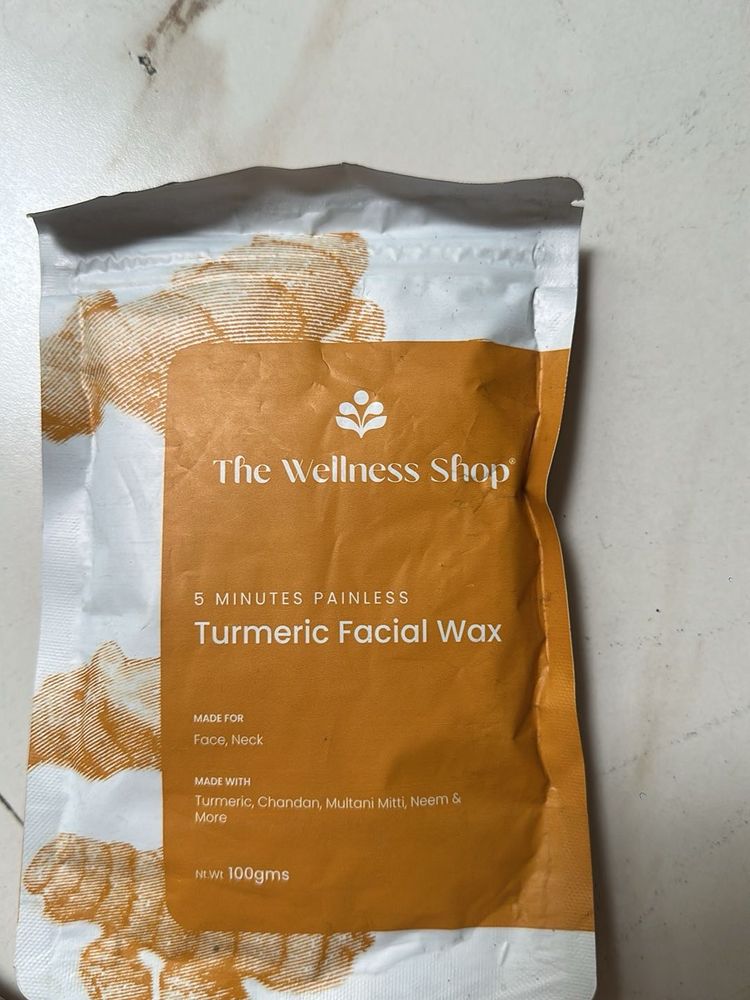 The Wellness Shop®
5 MINUTES PAINLESS
Turmeric Facial Wax
MADE FOR
Face, Neck
MADE WITH
Turmeric, Chandan, Multani Mitti, Neem &
More
Nt.Wt 100gms